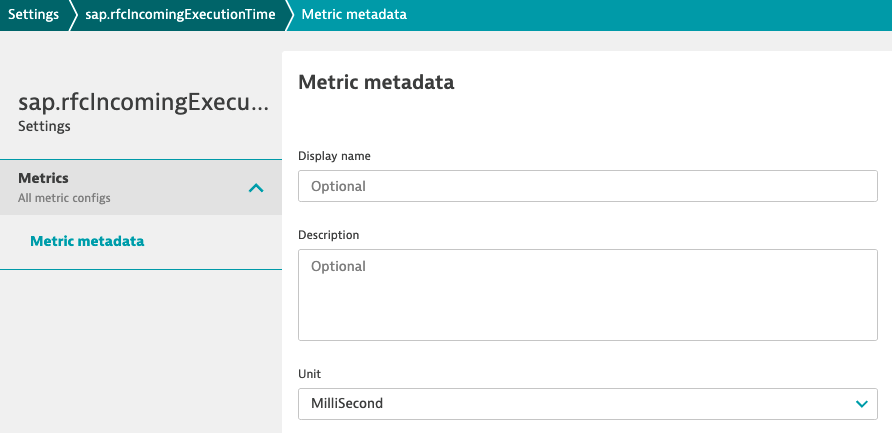 Settings
sap.rfcIncomingExecutionTime
Metric metadata
sap.rfcIncomingExecu...
Settings
Metrics
All metric configs
Metric metadata
Metric metadata
Display name
Optional
Description
Optional
Unit
MilliSecond